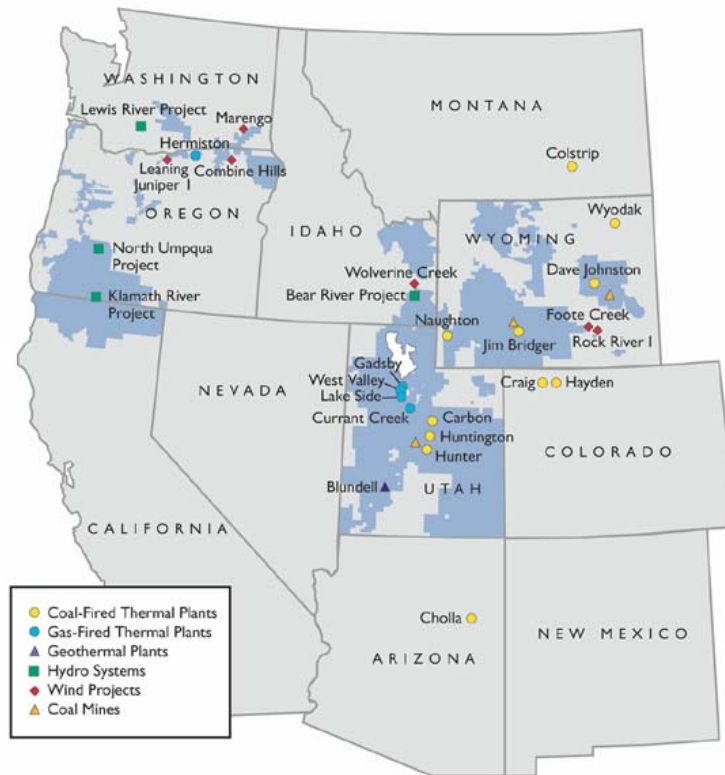 WASHINGTON
Lewis River Project
Marengo
Hermiston
Leaning
Juniper 1
Combine Hills
OREGON
North Umpqua
Project
Klamath River
Project
MONTANA
Colstrip
IDAHO
Wolverine Creek
Bear River Project
WYOMING
Wyodak
Dave Johnston
Naughton
Jim Bridger
Foote Creek
Rock River I
NEVADA
Gadsby
West Valley
Lake Side
Currant Creek
Carbon
Huntington
Hunter
Blundell
UTAH
Craig
Hayden
COLORADO
CALIFORNIA
Cholla
ARIZONA
NEW MEXICO
Coal-Fired Thermal Plants
Gas-Fired Thermal Plants
Geothermal Plants
Hydro Systems
Wind Projects
Coal Mines